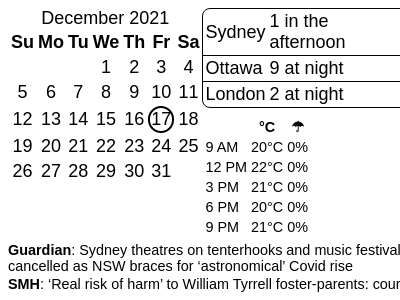 December 2021
Su Mo Tu We Th Fr Sa
1 2 3 4
5 6 7 8 9 10 11
12 13 14 15 16 17 18
19 20 21 22 23 24 25
26 27 28 29 30 31
Sydney 1 in the
afternoon
Ottawa 9 at night
London 2 at night
°C ☂
9 AM 20°C 0%
12 PM 22°C 0%
3 PM 21°C 0%
6 PM 20°C 0%
9 PM 21°C 0%
Guardian: Sydney theatres on tenterhooks and music festival
cancelled as NSW braces for ‘astronomical’ Covid rise
SMH: ‘Real risk of harm’ to William Tyrrell foster-parents: cour